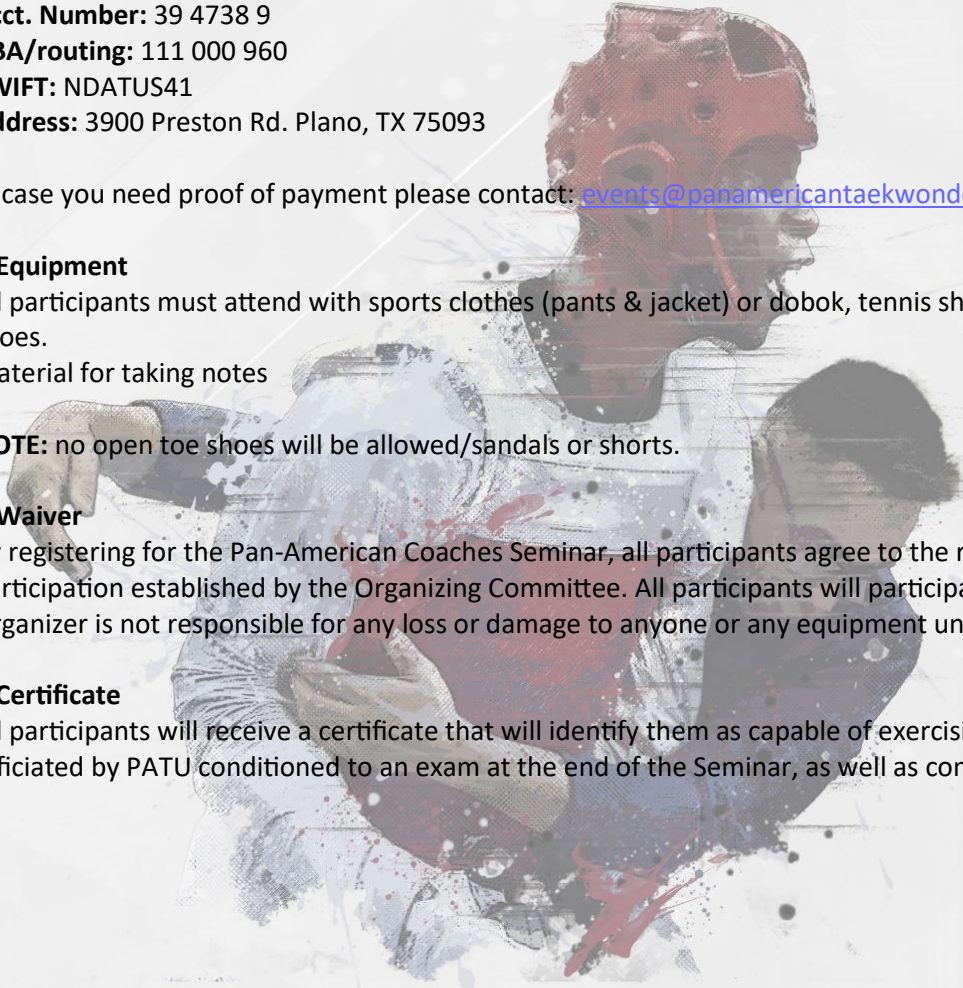 cct. Number: 39 4738 9
BA/routing: 111 000 960
WIFT: NDATUS41
ddress: 3900 Preston Rd. Plano, TX 75093
case you need proof of payment please contact: events@panamericantaekwond
Equipment
l participants must attend with sports clothes (pants & jacket) or dobok, tennis sh
oes.
aterial for taking notes
OTE: no open toe shoes will be allowed/sandals or shorts.
Waiver
y registering for the Pan-American Coaches Seminar, all participants agree to the r
articipation established by the Organizing Committee. All participants will participa
rganizer is not responsible for any loss or damage to anyone or any equipment un
Certificate
l participants will receive a certificate that will identify them as capable of exercisi
ficiated by PATU conditioned to an exam at the end of the Seminar, as well as con